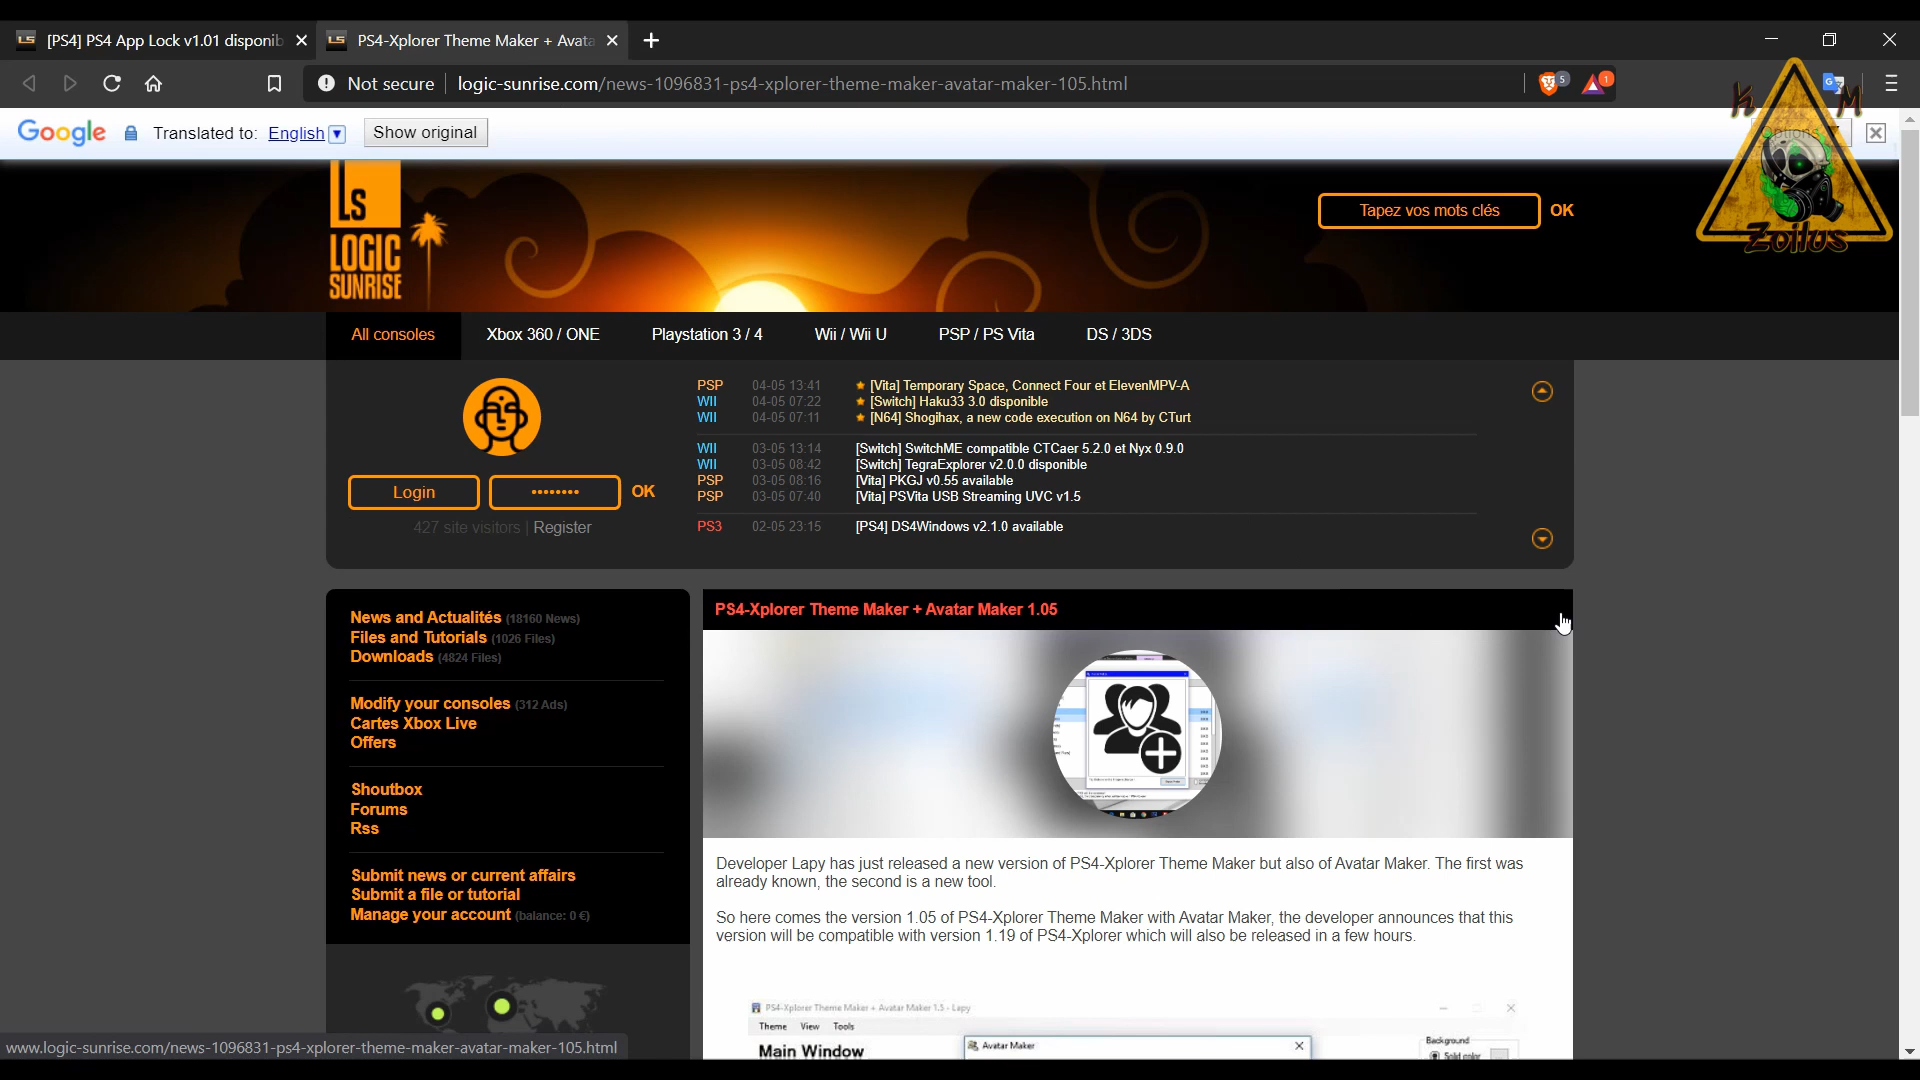 [PS4] PS4 App Lock v1.01 disponib
PS4-Xplorer Theme Maker + Avata
Not secure
logic-sunrise.com/news-1096831-ps4-xplorer-theme-maker-avatar-maker-105.html
5
1
Google
Translated to: English
Show original
Options
K M
Zoilus
Ls
LOGIC
SUNRISE
Tapez vos mots clés
OK
All consoles
Xbox 360 / ONE
Playstation 3 / 4
Wii / Wii U
PSP / PS Vita
DS / 3DS
PSP 04-05 13:41 [Vita] Temporary Space, Connect Four et ElevenMPV-A
WII 04-05 07:22 [Switch] Haku33 3.0 disponible
WII 04-05 07:11 [N64] Shogihax, a new code execution on N64 by CTurt
WII 03-05 13:14 [Switch] SwitchME compatible CTCaer 5.2.0 et Nyx 0.9.0
WII 03-05 08:42 [Switch] TegraExplorer v2.0.0 disponible
PSP 03-05 08:16 [Vita] PKGJ v0.55 available
PSP 03-05 07:40 [Vita] PSVita USB Streaming UVC v1.5
PS3 02-05 23:15 [PS4] DS4Windows v2.1.0 available
Login
••••••••
OK
427 site visitors | Register
News and Actualités (18160 News)
Files and Tutorials (1026 Files)
Downloads (4824 Files)
Modify your consoles (312 Ads)
Cartes Xbox Live
Offers
Shoutbox
Forums
Rss
Submit news or current affairs
Submit a file or tutorial
Manage your account (balance: 0 €)
PS4-Xplorer Theme Maker + Avatar Maker 1.05
Developer Lapy has just released a new version of PS4-Xplorer Theme Maker but also of Avatar Maker. The first was
already known, the second is a new tool.
So here comes the version 1.05 of PS4-Xplorer Theme Maker with Avatar Maker, the developer announces that this
version will be compatible with version 1.19 of PS4-Xplorer which will also be released in a few hours.
PS4-Xplorer Theme Maker + Avatar Maker 1.5 - Lapy
Theme View Tools
Main Window
Avatar Maker
Background
Solid color
www.logic-sunrise.com/news-1096831-ps4-xplorer-theme-maker-avatar-maker-105.html